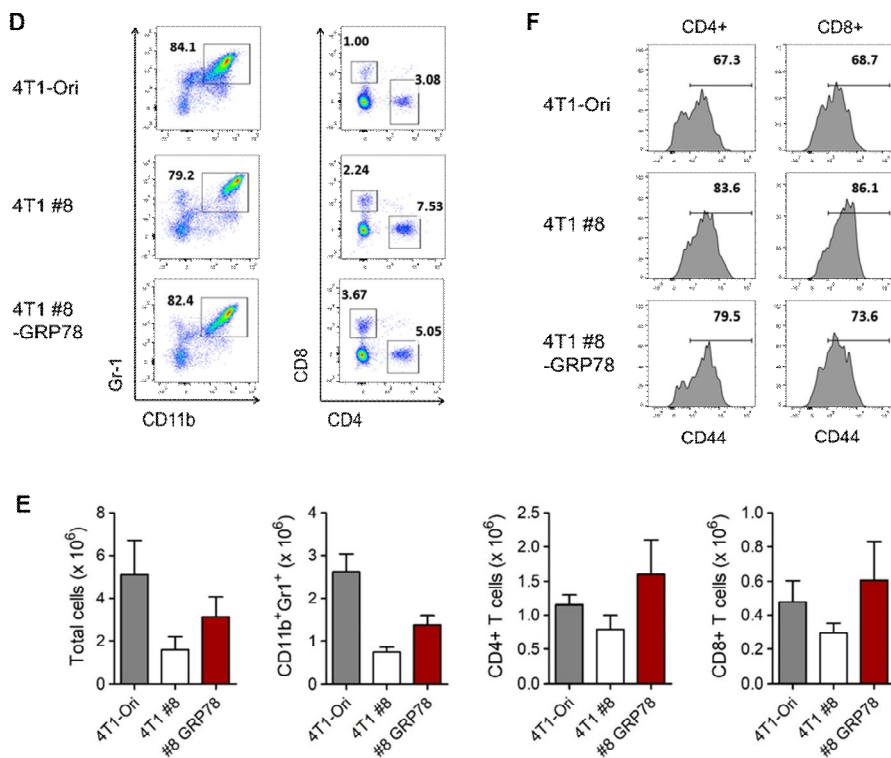 D
4T1-Ori
84.1
1.00
3.08
4T1 #8
79.2
2.24
7.53
4T1 #8
-GRP78
82.4
3.67
5.05
Gr-1
CD11b
CD8
CD4
F
CD4+
CD8+
4T1-Ori
67.3
68.7
4T1 #8
83.6
86.1
4T1 #8
-GRP78
79.5
73.6
CD44
CD44
E
Total cells (x 10⁶)
8
6
4
2
0
4T1-Ori
4T1 #8
#8 GRP78
CD11b⁺Gr1⁺ (x 10⁶)
4
3
2
1
0
4T1-Ori
4T1 #8
#8 GRP78
CD4+ T cells (x 10⁶)
2.5
2.0
1.5
1.0
0.5
0.0
4T1-Ori
4T1 #8
#8 GRP78
CD8+ T cells (x 10⁶)
1.0
0.8
0.6
0.4
0.2
0.0
4T1-Ori
4T1 #8
#8 GRP78